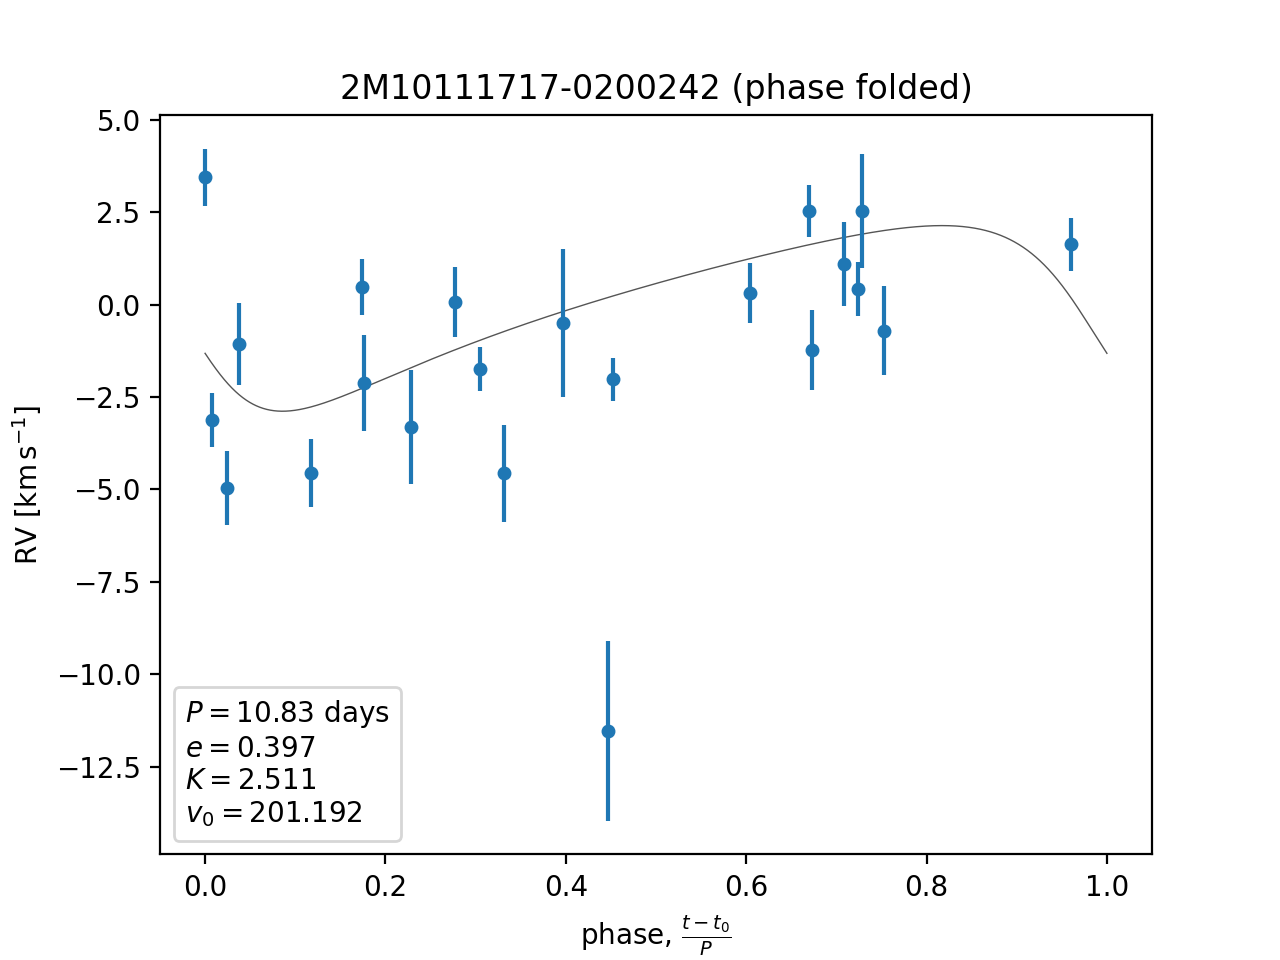 2M10111717-0200242 (phase folded)
5.0
2.5
0.0
−2.5
−5.0
−7.5
−10.0
−12.5
RV [km s⁻¹]
P = 10.83 days
e = 0.397
K = 2.511
v₀ = 201.192
0.0 0.2 0.4 0.6 0.8 1.0
phase, (t − t₀)/P